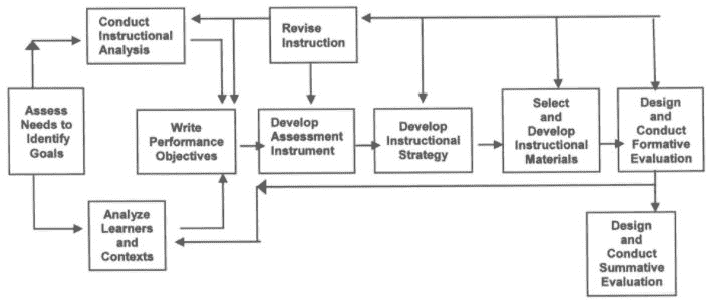 Conduct
Instructional
Analysis
Revise
Instruction
Assess
Needs to
Identify
Goals
Write
Performance
Objectives
Develop
Assessment
Instrument
Develop
Instructional
Strategy
Select
and
Develop
Instructional
Materials
Design
and
Conduct
Formative
Evaluation
Analyze
Learners
and
Contexts
Design
and
Conduct
Summative
Evaluation